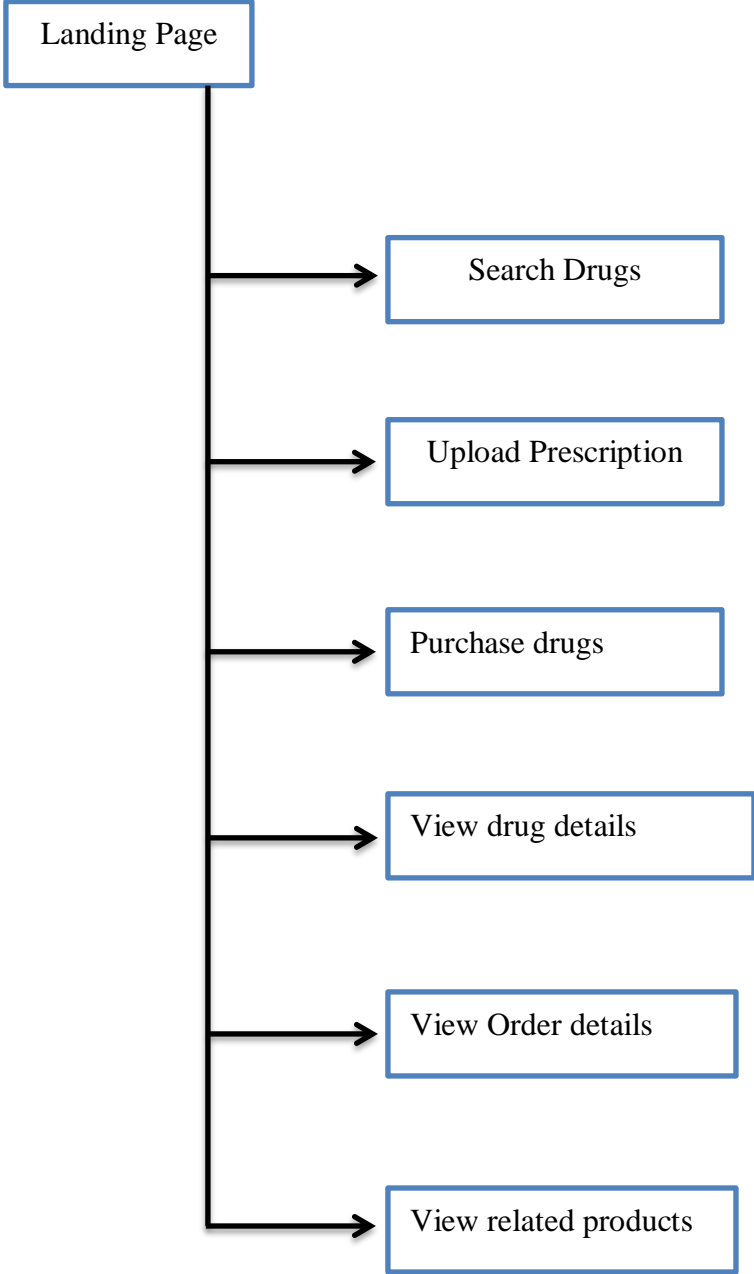 Landing Page
Search Drugs
Upload Prescription
Purchase drugs
View drug details
View Order details
View related products